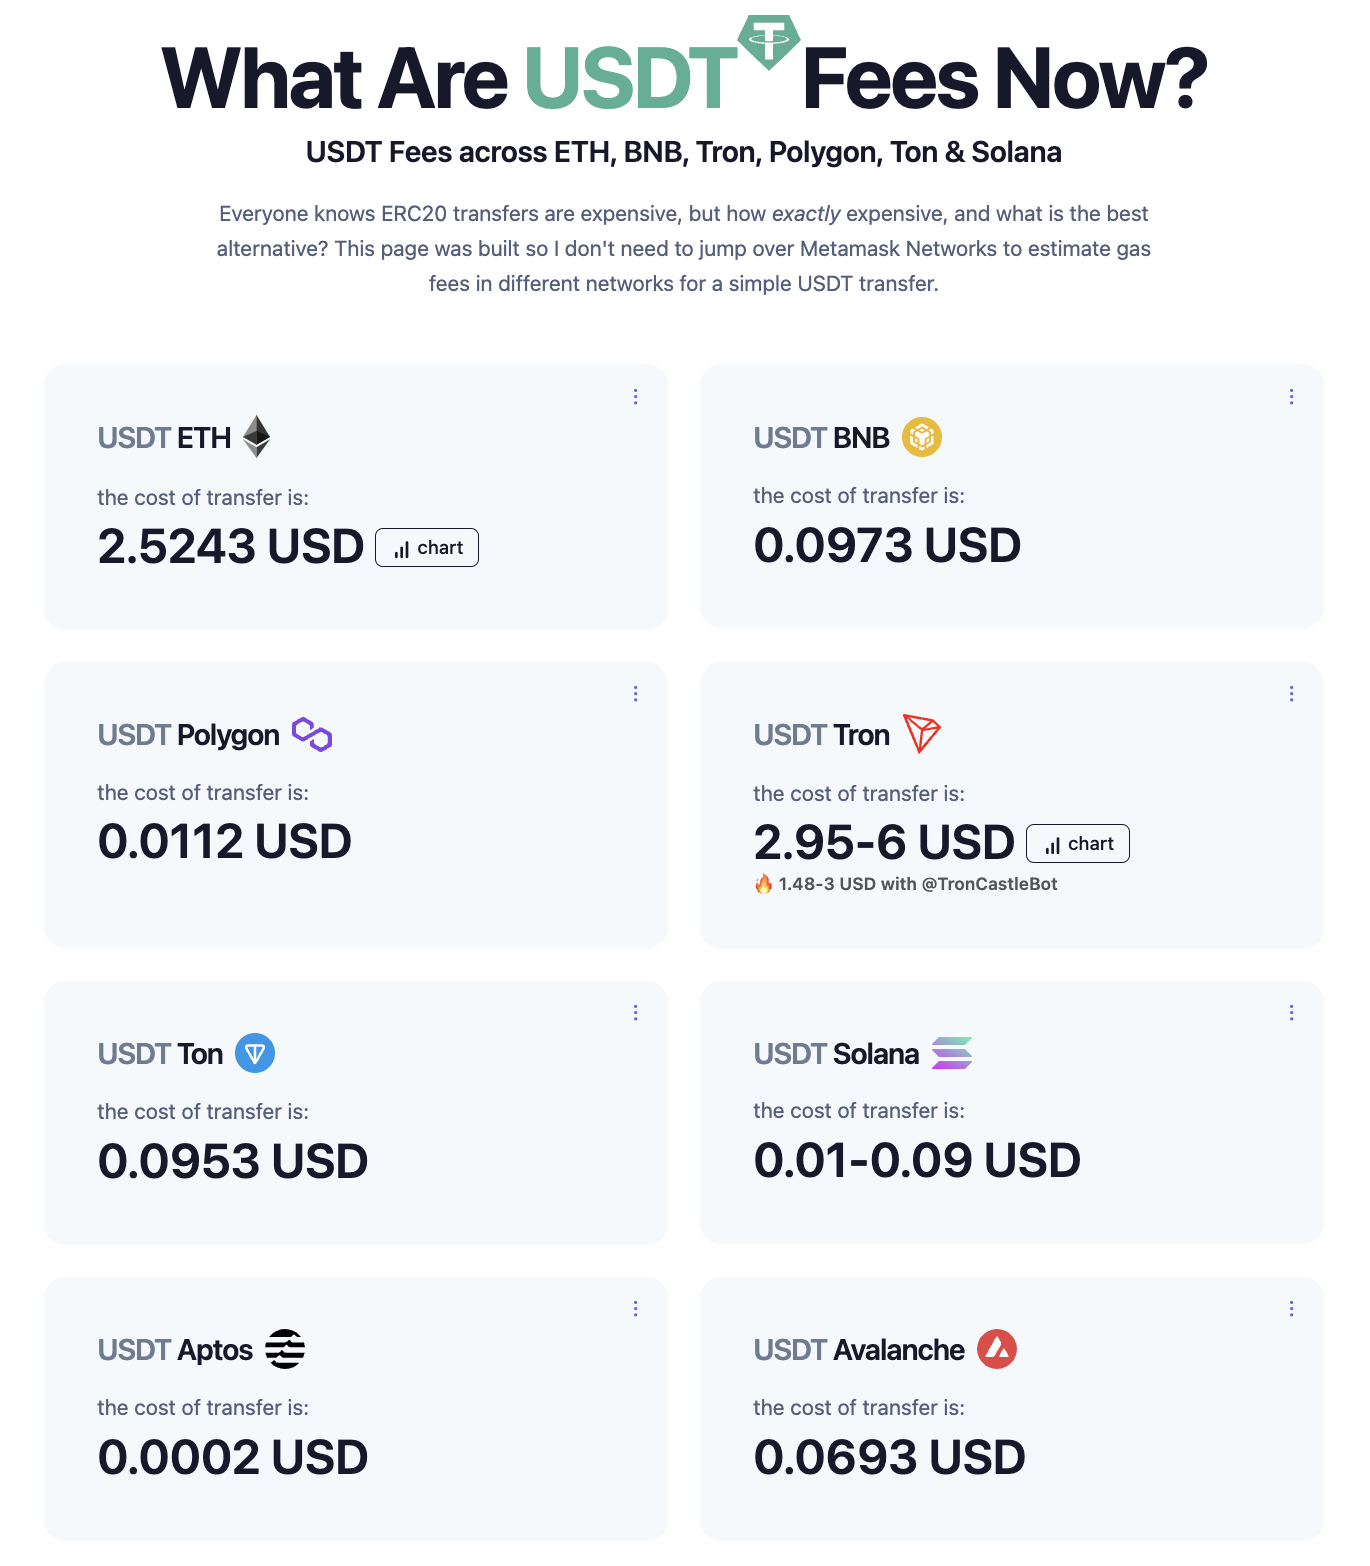 What Are USDT Fees Now?
USDT Fees across ETH, BNB, Tron, Polygon, Ton & Solana
Everyone knows ERC20 transfers are expensive, but how exactly expensive, and what is the best
alternative? This page was built so I don't need to jump over Metamask Networks to estimate gas
fees in different networks for a simple USDT transfer.
USDT ETH
the cost of transfer is:
2.5243 USD chart
USDT BNB
the cost of transfer is:
0.0973 USD
USDT Polygon
the cost of transfer is:
0.0112 USD
USDT Tron
the cost of transfer is:
2.95-6 USD chart
🔥 1.48-3 USD with @TronCastleBot
USDT Ton
the cost of transfer is:
0.0953 USD
USDT Solana
the cost of transfer is:
0.01-0.09 USD
USDT Aptos
the cost of transfer is:
0.0002 USD
USDT Avalanche
the cost of transfer is:
0.0693 USD